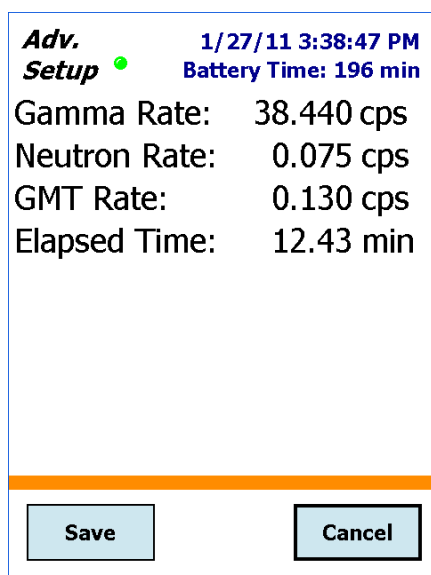 Adv. 1/27/11 3:38:47 PM
Setup Battery Time: 196 min
Gamma Rate: 38.440 cps
Neutron Rate: 0.075 cps
GMT Rate: 0.130 cps
Elapsed Time: 12.43 min
Save Cancel